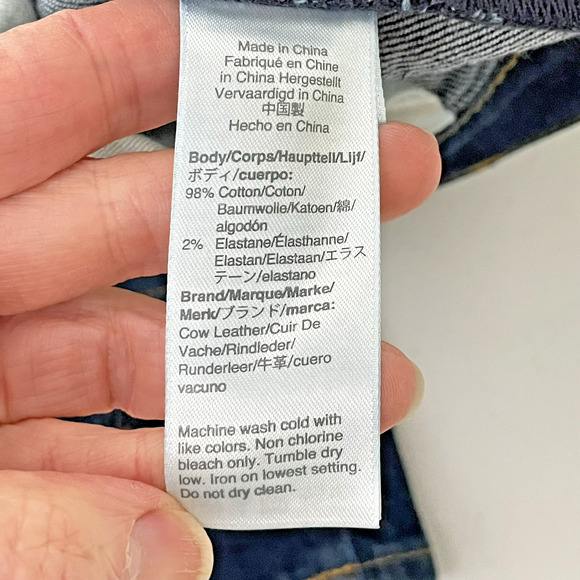 Made in China
Fabriqué en Chine
in China Hergestellt
Vervaardigd in China
中国製
Hecho en China
Body/Corps/Haupttell/Lijf/
ボディ/cuerpo:
98% Cotton/Coton/
Baumwolle/Katoen/綿/
algodón
2% Elastane/Élasthanne/
Elastan/Elastaan/エラス
テーン/elastano
Brand/Marque/Marke/
Merk/ブランド/marca:
Cow Leather/Cuir De
Vache/Rindleder/
Runderleer/牛革/cuero
vacuno
Machine wash cold with
like colors. Non chlorine
bleach only. Tumble dry
low. Iron on lowest setting.
Do not dry clean.